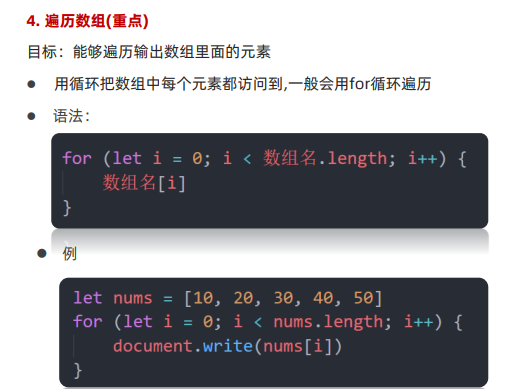 4. 遍历数组(重点)
目标：能够遍历输出数组里面的元素
● 用循环把数组中每个元素都访问到,一般会用for循环遍历
● 语法：
for (let i = 0; i < 数组名.length; i++) {
数组名[i]
}
● 例
let nums = [10, 20, 30, 40, 50]
for (let i = 0; i < nums.length; i++) {
document.write(nums[i])
}